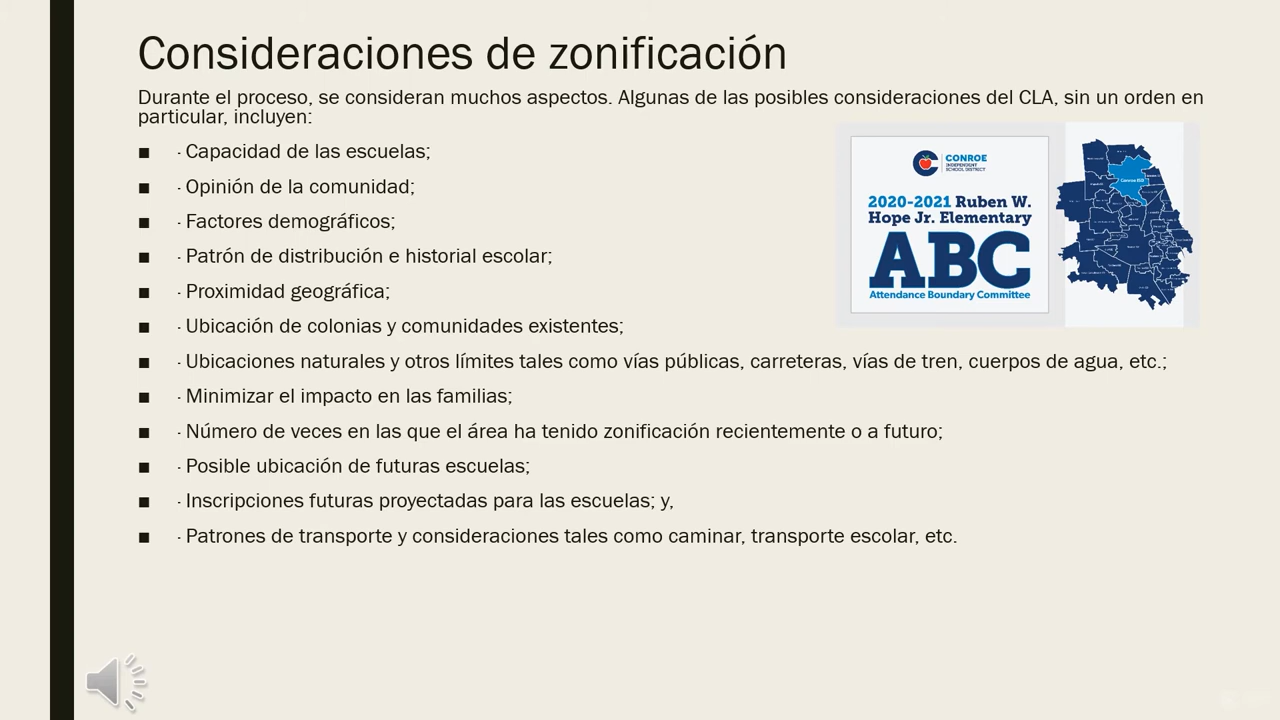 Consideraciones de zonificación
Durante el proceso, se consideran muchos aspectos. Algunas de las posibles consideraciones del CLA, sin un orden en
particular, incluyen:
■ · Capacidad de las escuelas;
■ · Opinión de la comunidad;
■ · Factores demográficos;
■ · Patrón de distribución e historial escolar;
■ · Proximidad geográfica;
■ · Ubicación de colonias y comunidades existentes;
■ · Ubicaciones naturales y otros límites tales como vías públicas, carreteras, vías de tren, cuerpos de agua, etc.;
■ · Minimizar el impacto en las familias;
■ · Número de veces en las que el área ha tenido zonificación recientemente o a futuro;
■ · Posible ubicación de futuras escuelas;
■ · Inscripciones futuras proyectadas para las escuelas; y,
■ · Patrones de transporte y consideraciones tales como caminar, transporte escolar, etc.
CONROE
INDEPENDENT
SCHOOL DISTRICT
2020-2021 Ruben W.
Hope Jr. Elementary
ABC
Attendance Boundary Committee
Conroe ISD